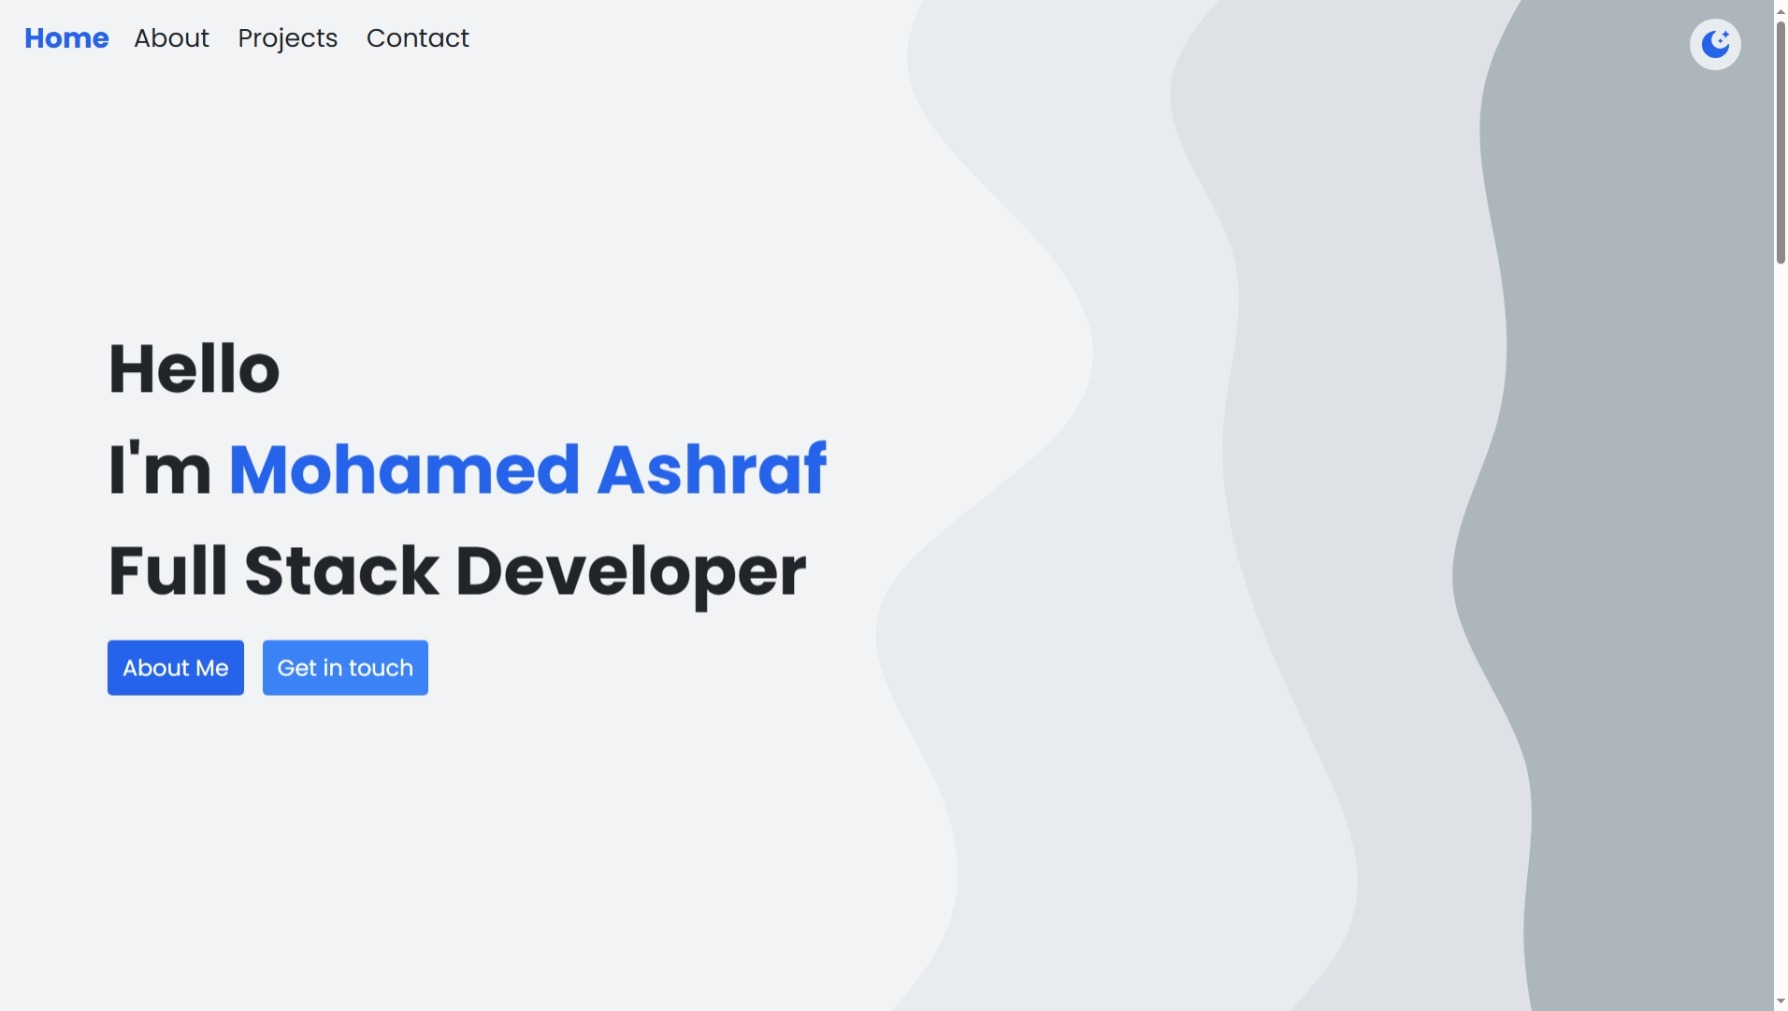 Home About Projects Contact
Hello
I'm Mohamed Ashraf
Full Stack Developer
About Me Get in touch